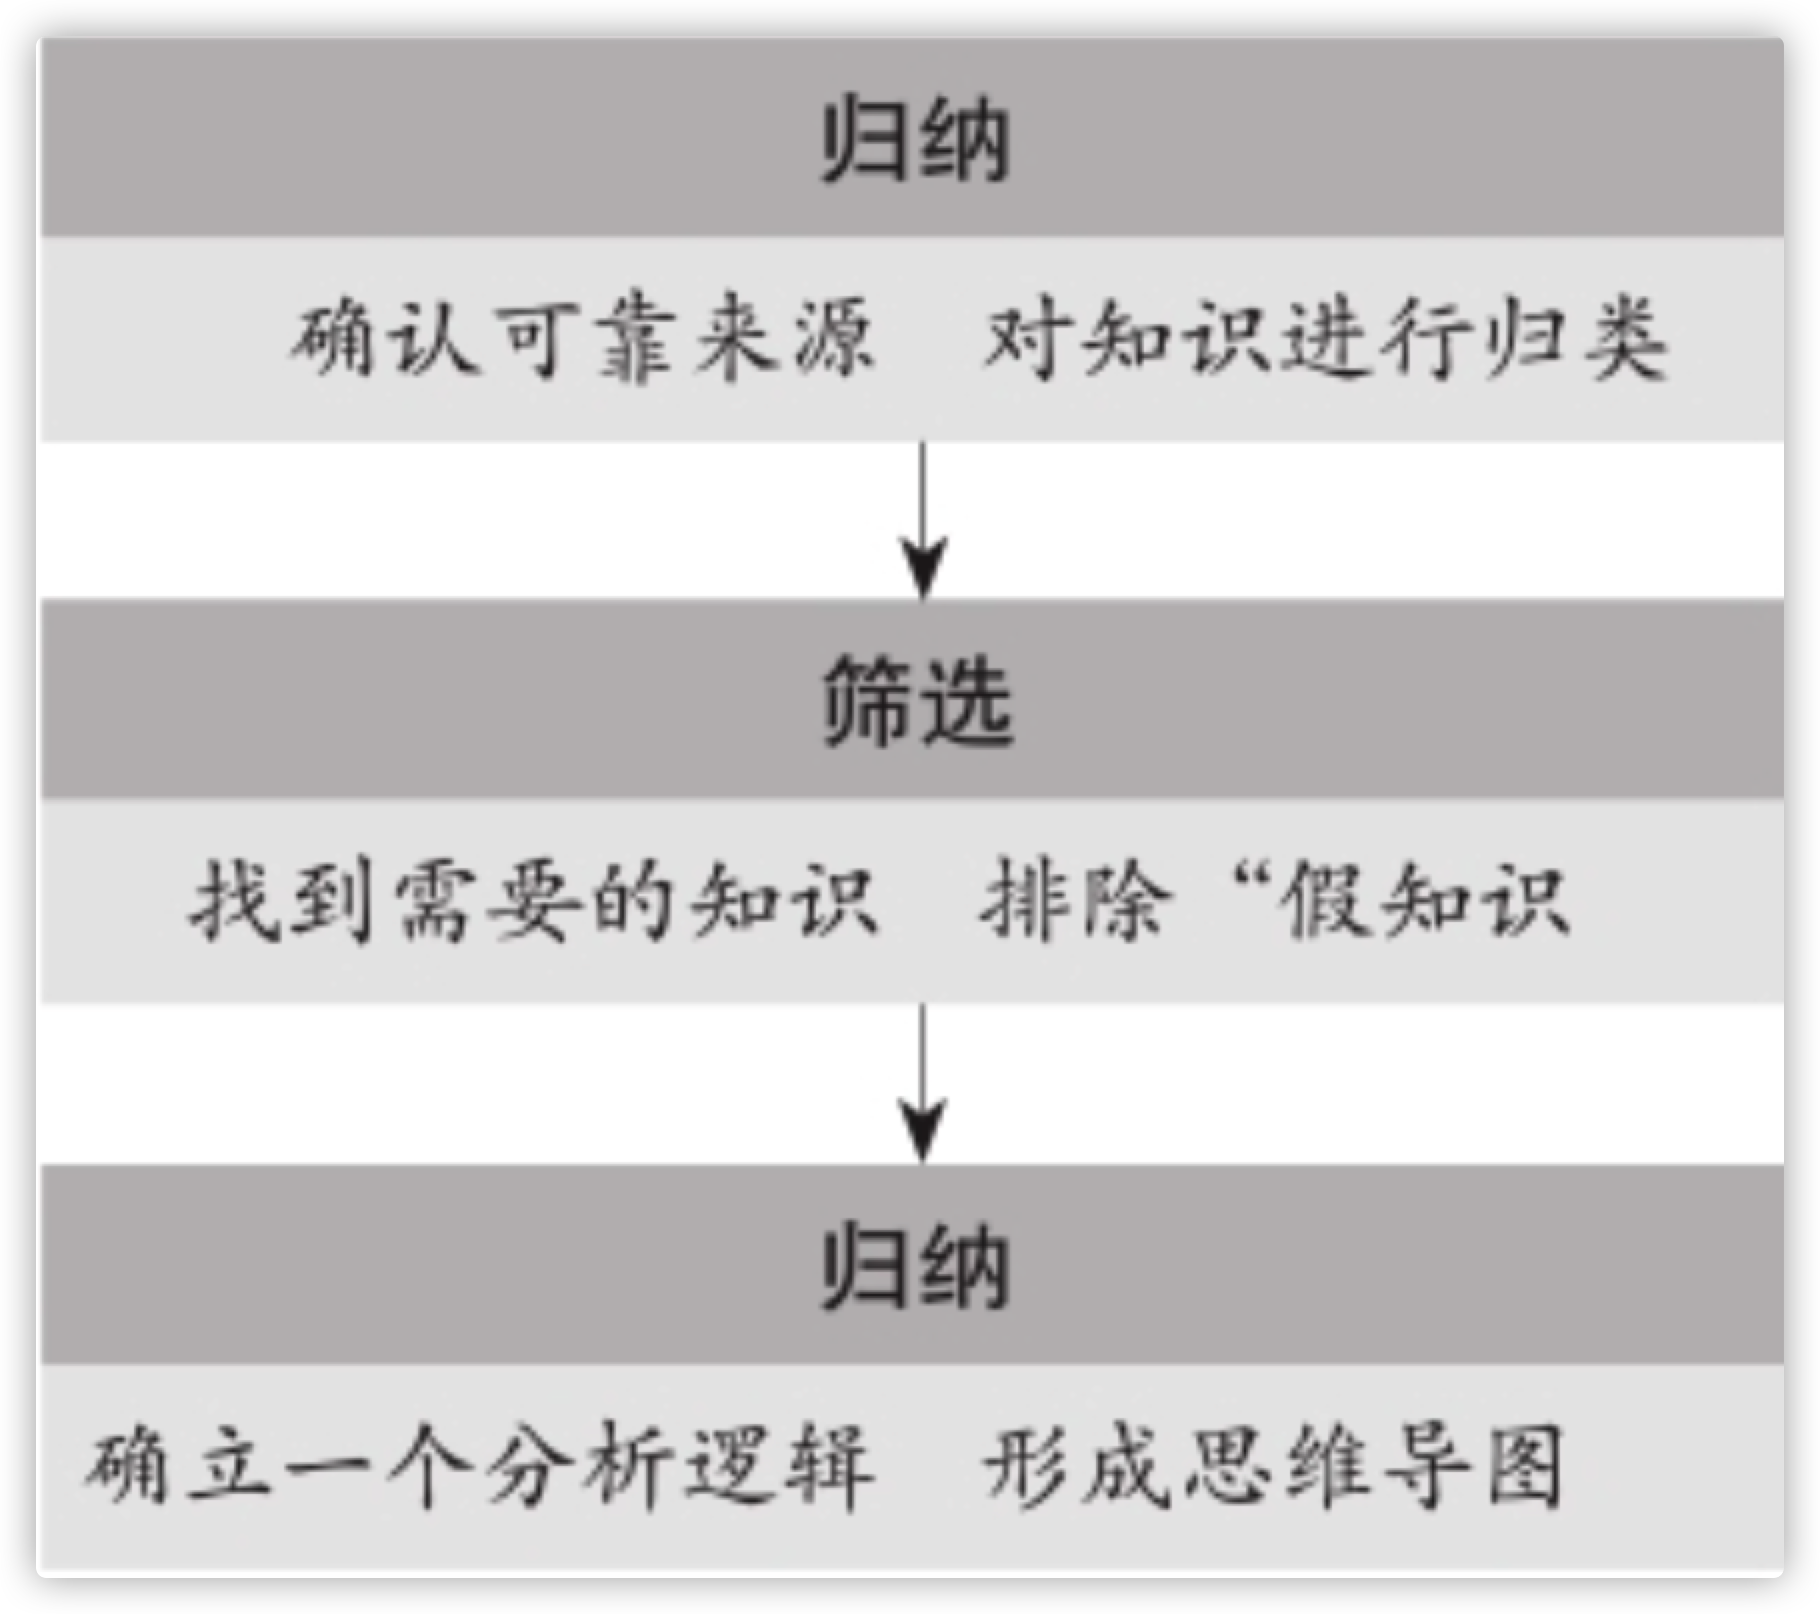 归纳
确认可靠来源 对知识进行归类
筛选
找到需要的知识 排除“假知识
归纳
确立一个分析逻辑 形成思维导图